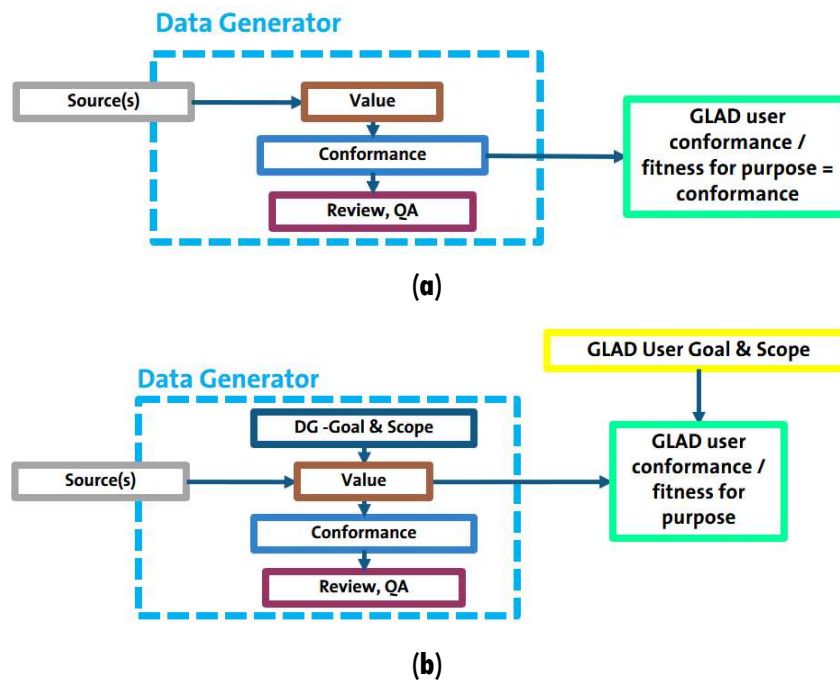 Data Generator
Source(s)
Value
GLAD user
conformance /
fitness for purpose =
conformance
Conformance
Review, QA
(a)
GLAD User Goal & Scope
Data Generator
DG -Goal & Scope
GLAD user
conformance /
fitness for
purpose
Source(s)
Value
Conformance
Review, QA
(b)